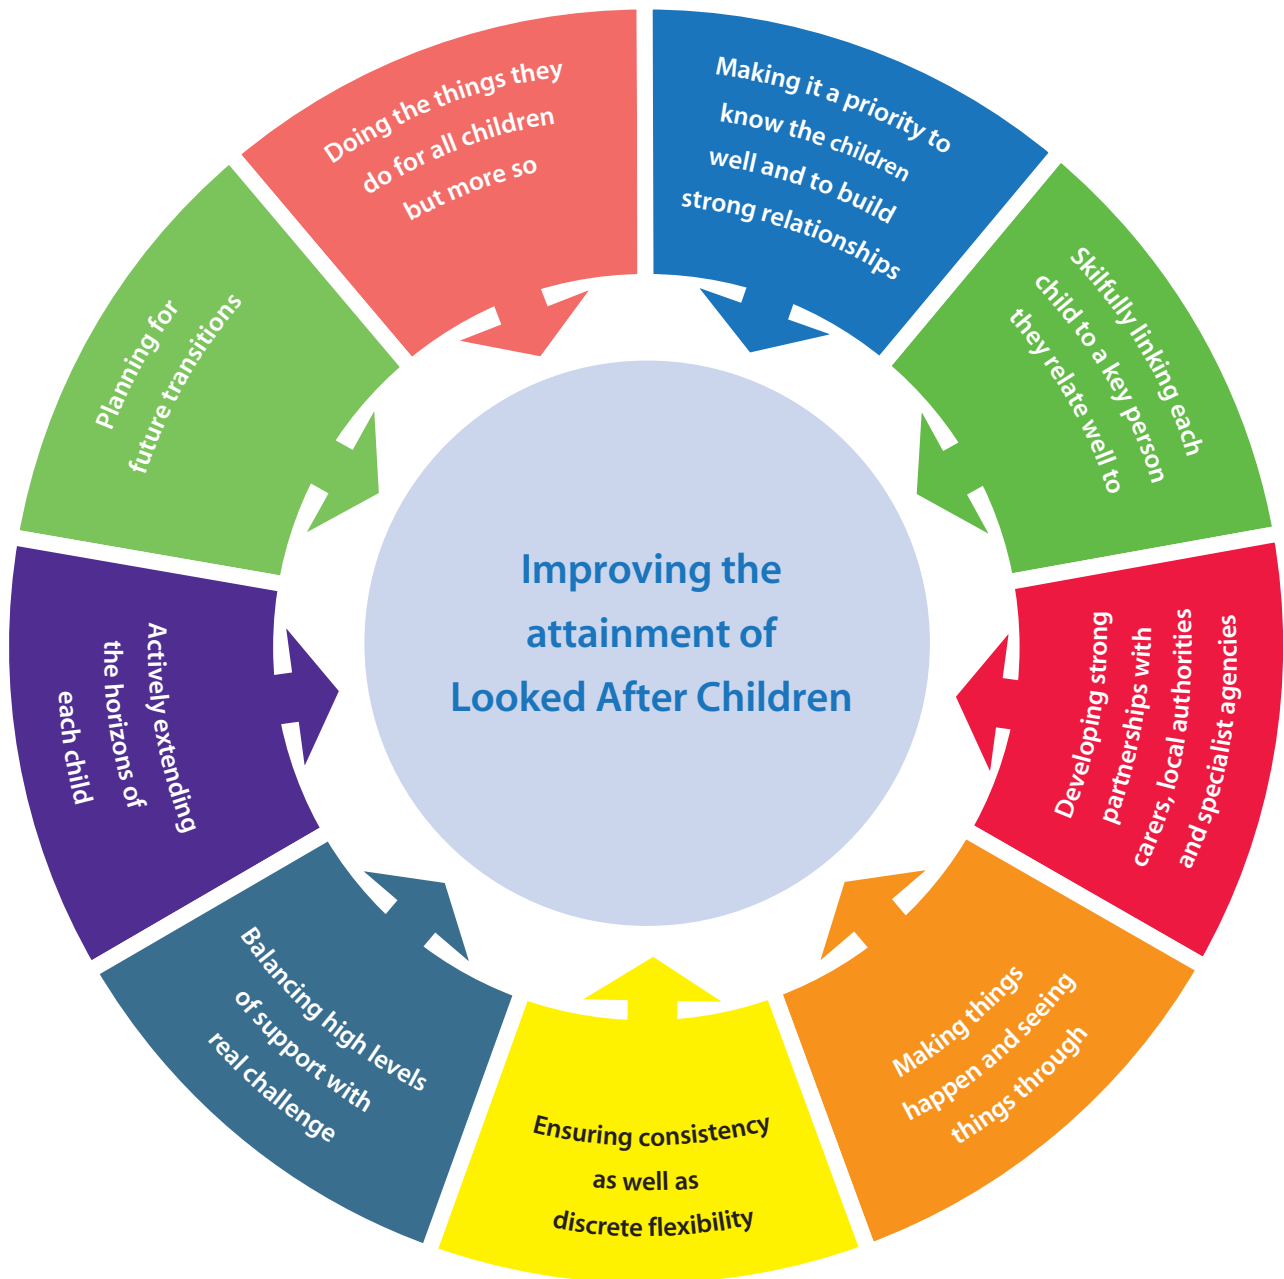 Doing the things they
do for all children
but more so
Making it a priority to
know the children
well and to build
strong relationships
Skilfully linking each
child to a key person
they relate well to
Developing strong
partnerships with
carers, local authorities
and specialist agencies
Making things
happen and seeing
things through
Ensuring consistency
as well as
discrete flexibility
Balancing high levels
of support with
real challenge
Actively extending
the horizons of
each child
Planning for
future transitions
Improving the
attainment of
Looked After Children